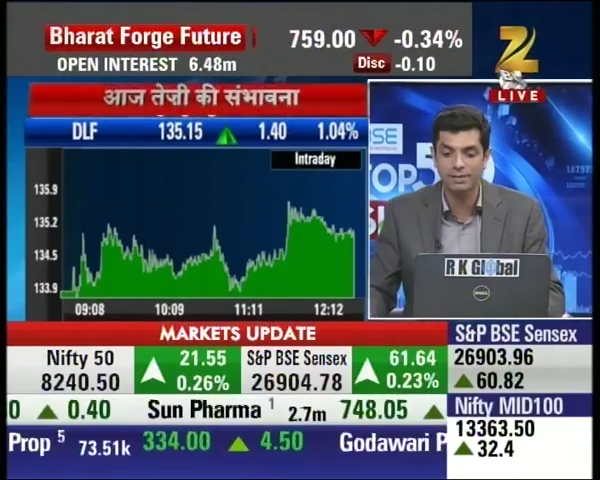 Bharat Forge Future
759.00 -0.34%
OPEN INTEREST 6.48m
Disc -0.10
LIVE
आज तेज़ी की संभावना
DLF 135.15 1.40 1.04%
Intraday
135.9
135.2
134.5
133.9
09:08 10:09 11:11 12:12
BSE
TOP 5
R K Global
DELL
MARKETS UPDATE
Nifty 50 21.55
8240.50 0.26%
S&P BSE Sensex 61.64
26904.78 0.23%
S&P BSE Sensex
26903.96
60.82
Nifty MID100
13363.50
32.4
0 0.40 Sun Pharma 1 2.7m 748.05
Prop 5 73.51k 334.00 4.50 Godawari P